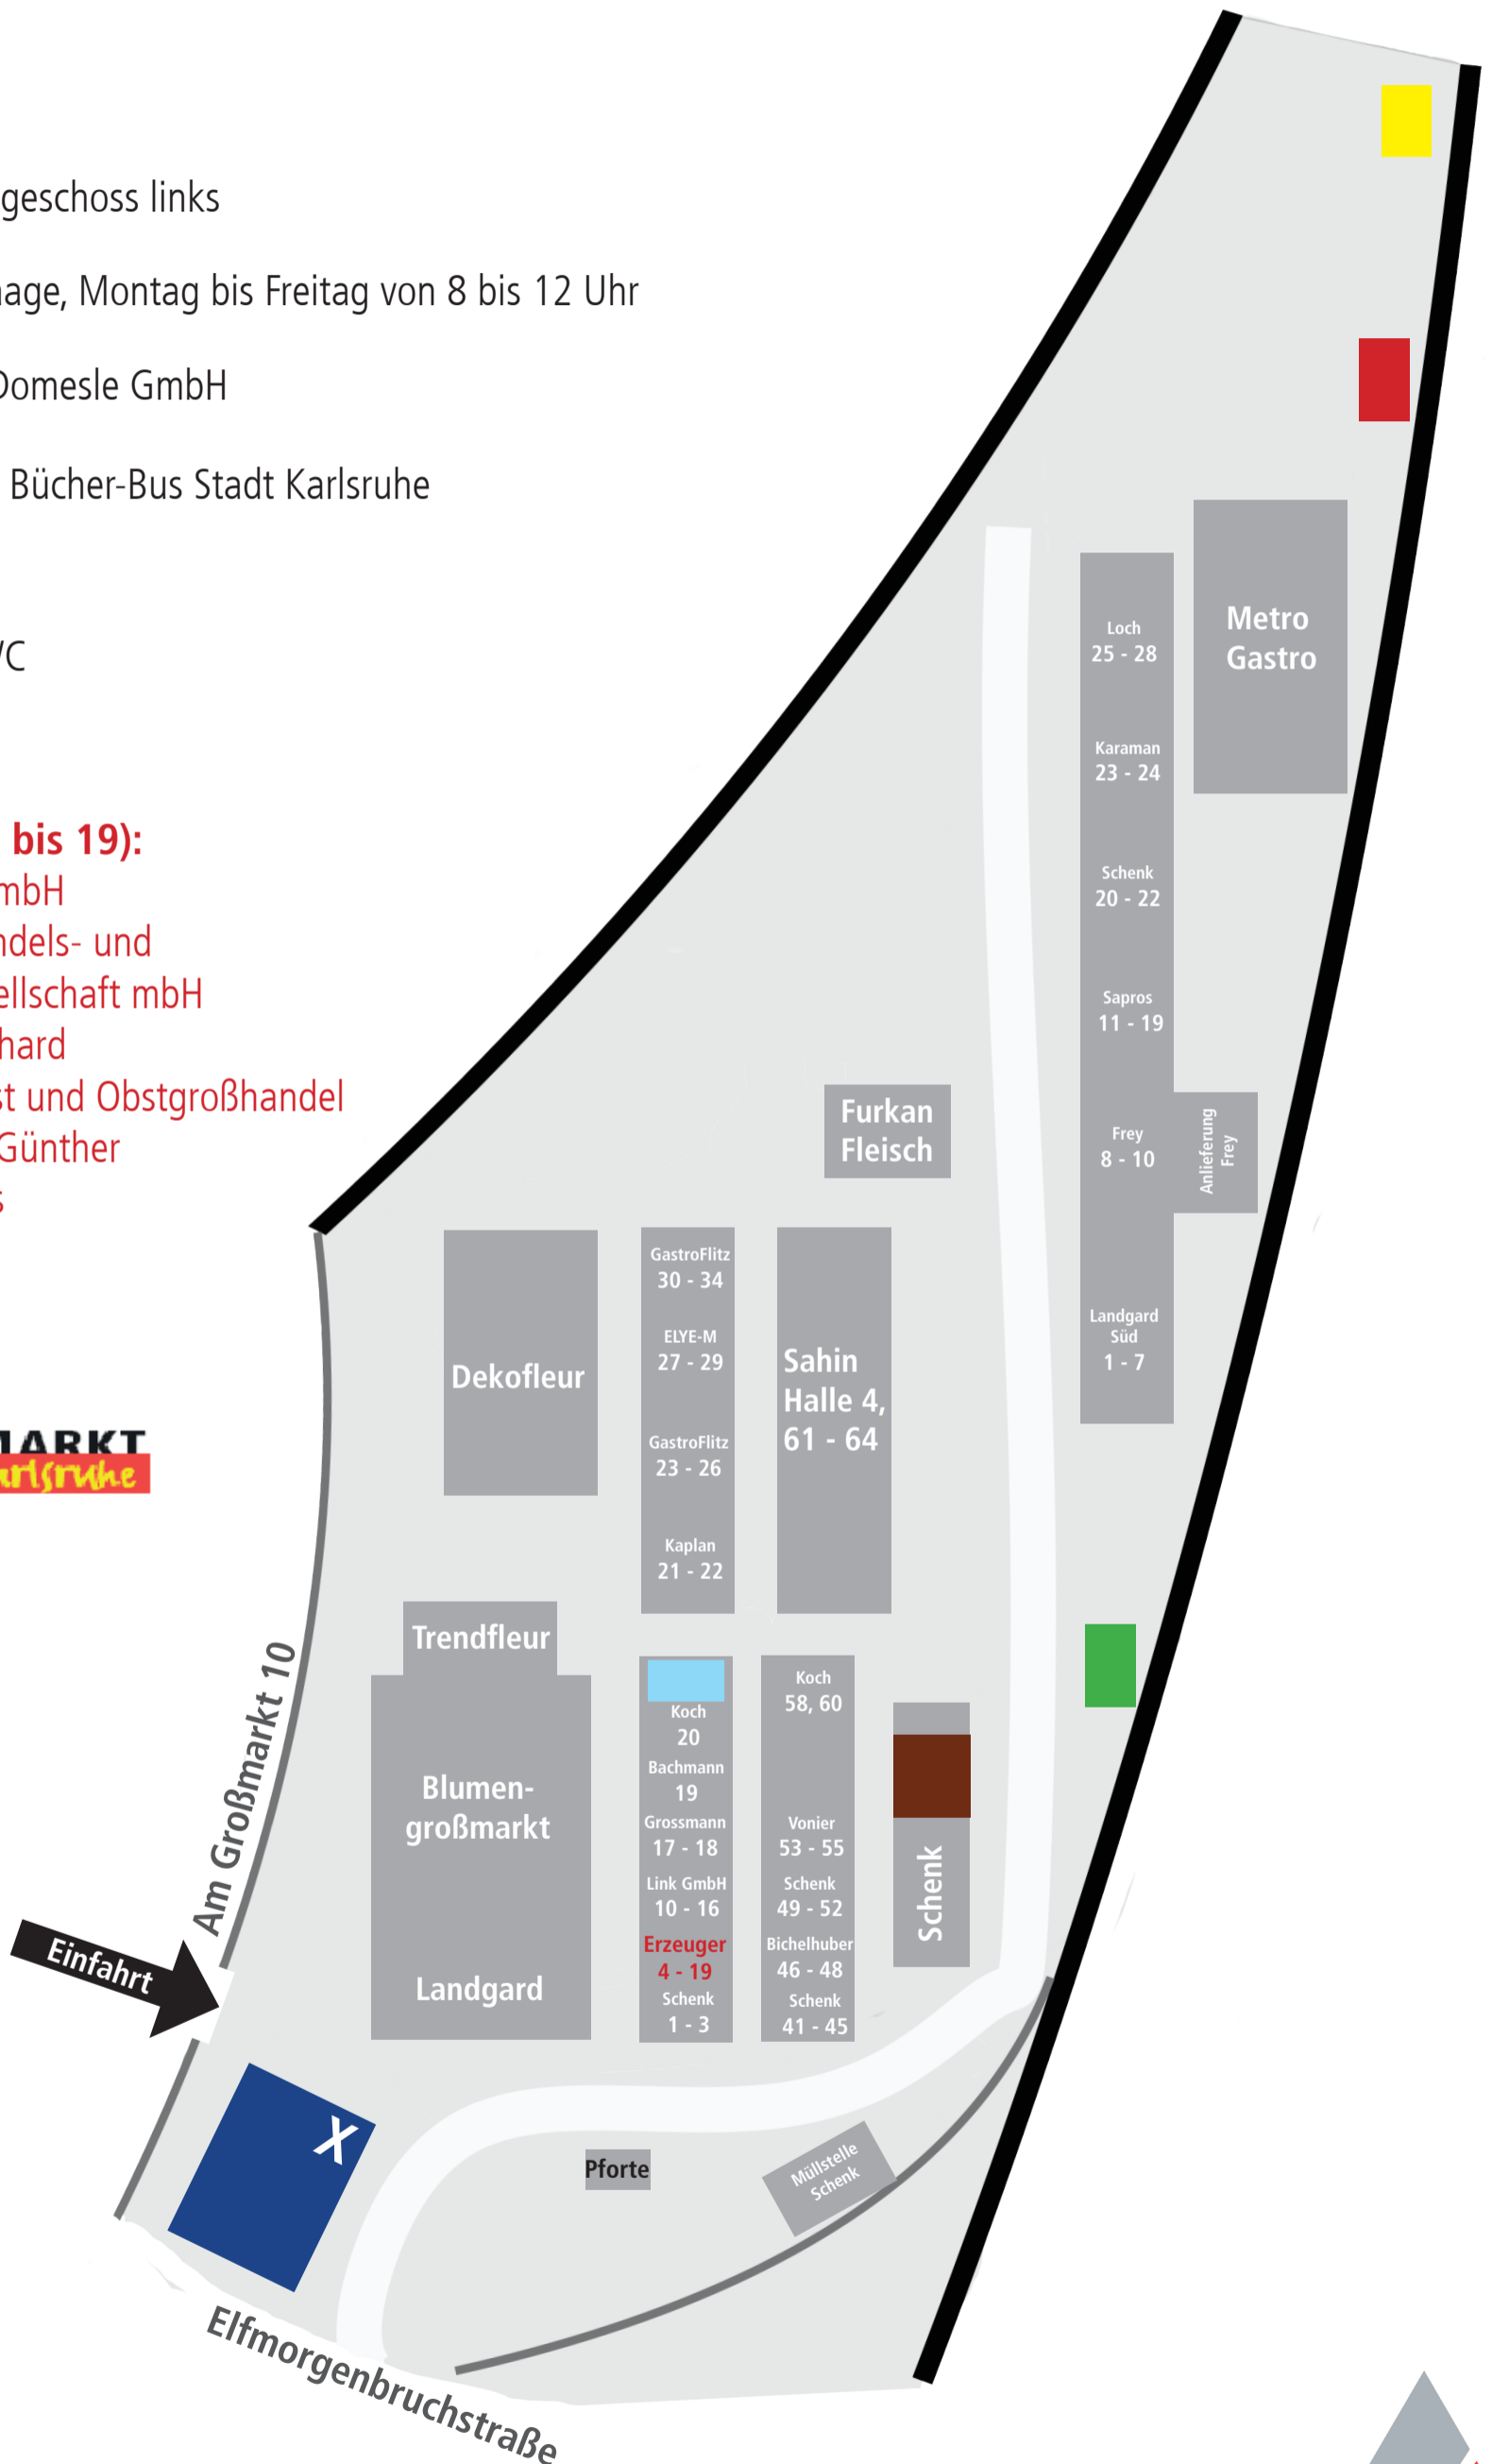 geschoss links
age, Montag bis Freitag von 8 bis 12 Uhr
Domesle GmbH
Bücher-Bus Stadt Karlsruhe
VC
bis 19):
mbH
ndels- und
ellschaft mbH
hard
st und Obstgroßhandel
Günther
s
MARKT
arlsruhe
Metro
Gastro
Loch
25 - 28
Karaman
23 - 24
Schenk
20 - 22
Sapros
11 - 19
Frey
8 - 10
Anlieferung
Frey
Landgard
Süd
1 - 7
Furkan
Fleisch
Dekofleur
GastroFlitz
30 - 34
ELYE-M
27 - 29
GastroFlitz
23 - 26
Kaplan
21 - 22
Sahin
Halle 4,
61 - 64
Trendfleur
Blumen-
großmarkt
Landgard
Koch
20
Bachmann
19
Grossmann
17 - 18
Link GmbH
10 - 16
Erzeuger
4 - 19
Schenk
1 - 3
Koch
58, 60
Vonier
53 - 55
Schenk
49 - 52
Bichelhuber
46 - 48
Schenk
41 - 45
Schenk
Am Großmarkt 10
Einfahrt
X
Pforte
Müllstelle
Schenk
Elfmorgenbruchstraße